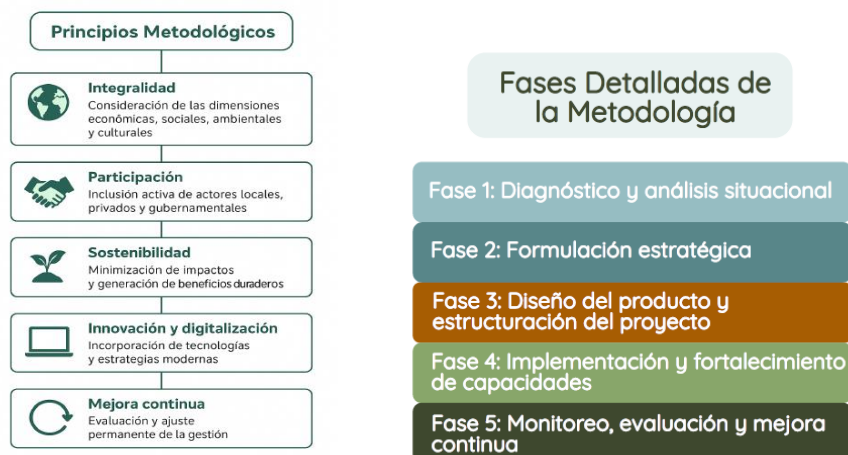 Principios Metodológicos
Integralidad
Consideración de las dimensiones
económicas, sociales, ambientales
y culturales
Participación
Inclusión activa de actores locales,
privados y gubernamentales
Sostenibilidad
Minimización de impactos
y generación de beneficios duraderos
Innovación y digitalización
Incorporación de tecnologías
y estrategias modernas
Mejora continua
Evaluación y ajuste
permanente de la gestión
Fases Detalladas de
la Metodología
Fase 1: Diagnóstico y análisis situacional
Fase 2: Formulación estratégica
Fase 3: Diseño del producto y
estructuración del proyecto
Fase 4: Implementación y fortalecimiento
de capacidades
Fase 5: Monitoreo, evaluación y mejora
continua